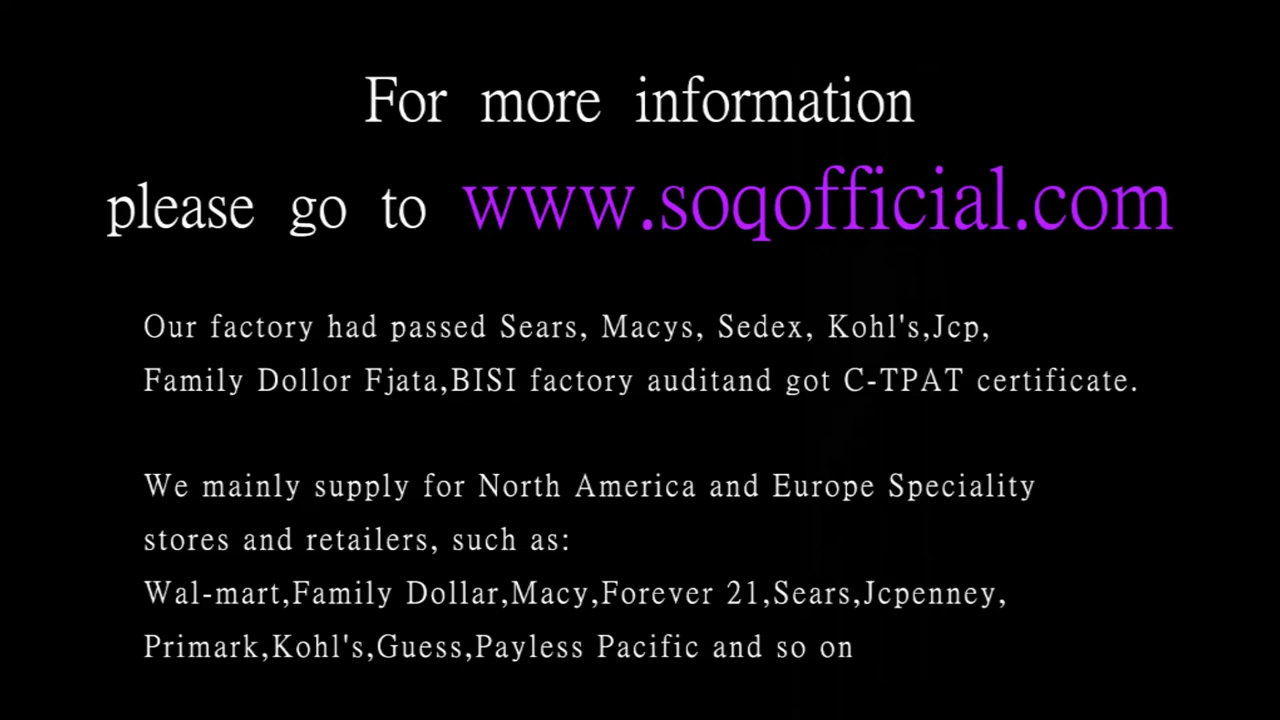 For more information
please go to www.soqofficial.com
Our factory had passed Sears, Macys, Sedex, Kohl's,Jcp,
Family Dollor Fjata,BISI factory auditand got C-TPAT certificate.
We mainly supply for North America and Europe Speciality
stores and retailers, such as:
Wal-mart,Family Dollar,Macy,Forever 21,Sears,Jcpenney,
Primark,Kohl's,Guess,Payless Pacific and so on